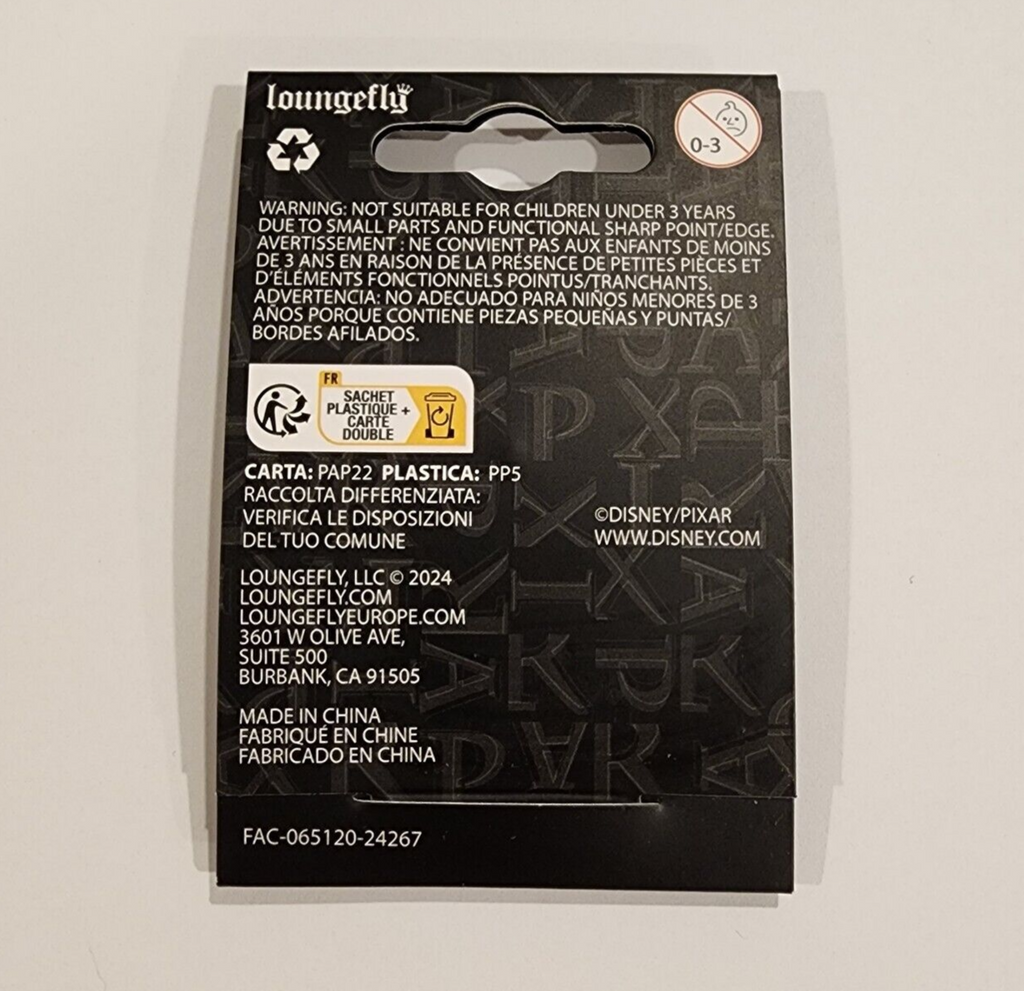 loungefly
0-3
WARNING: NOT SUITABLE FOR CHILDREN UNDER 3 YEARS
DUE TO SMALL PARTS AND FUNCTIONAL SHARP POINT/EDGE.
AVERTISSEMENT : NE CONVIENT PAS AUX ENFANTS DE MOINS
DE 3 ANS EN RAISON DE LA PRÉSENCE DE PETITES PIÈCES ET
D'ÉLÉMENTS FONCTIONNELS POINTUS/TRANCHANTS.
ADVERTENCIA: NO ADECUADO PARA NIÑOS MENORES DE 3
AÑOS PORQUE CONTIENE PIEZAS PEQUEÑAS Y PUNTAS/
BORDES AFILADOS.
FR
SACHET
PLASTIQUE +
CARTE
DOUBLE
CARTA: PAP22 PLASTICA: PP5
RACCOLTA DIFFERENZIATA:
VERIFICA LE DISPOSIZIONI
DEL TUO COMUNE
©DISNEY/PIXAR
WWW.DISNEY.COM
LOUNGEFLY, LLC © 2024
LOUNGEFLY.COM
LOUNGEFLYEUROPE.COM
3601 W OLIVE AVE,
SUITE 500
BURBANK, CA 91505
MADE IN CHINA
FABRIQUÉ EN CHINE
FABRICADO EN CHINA
FAC-065120-24267